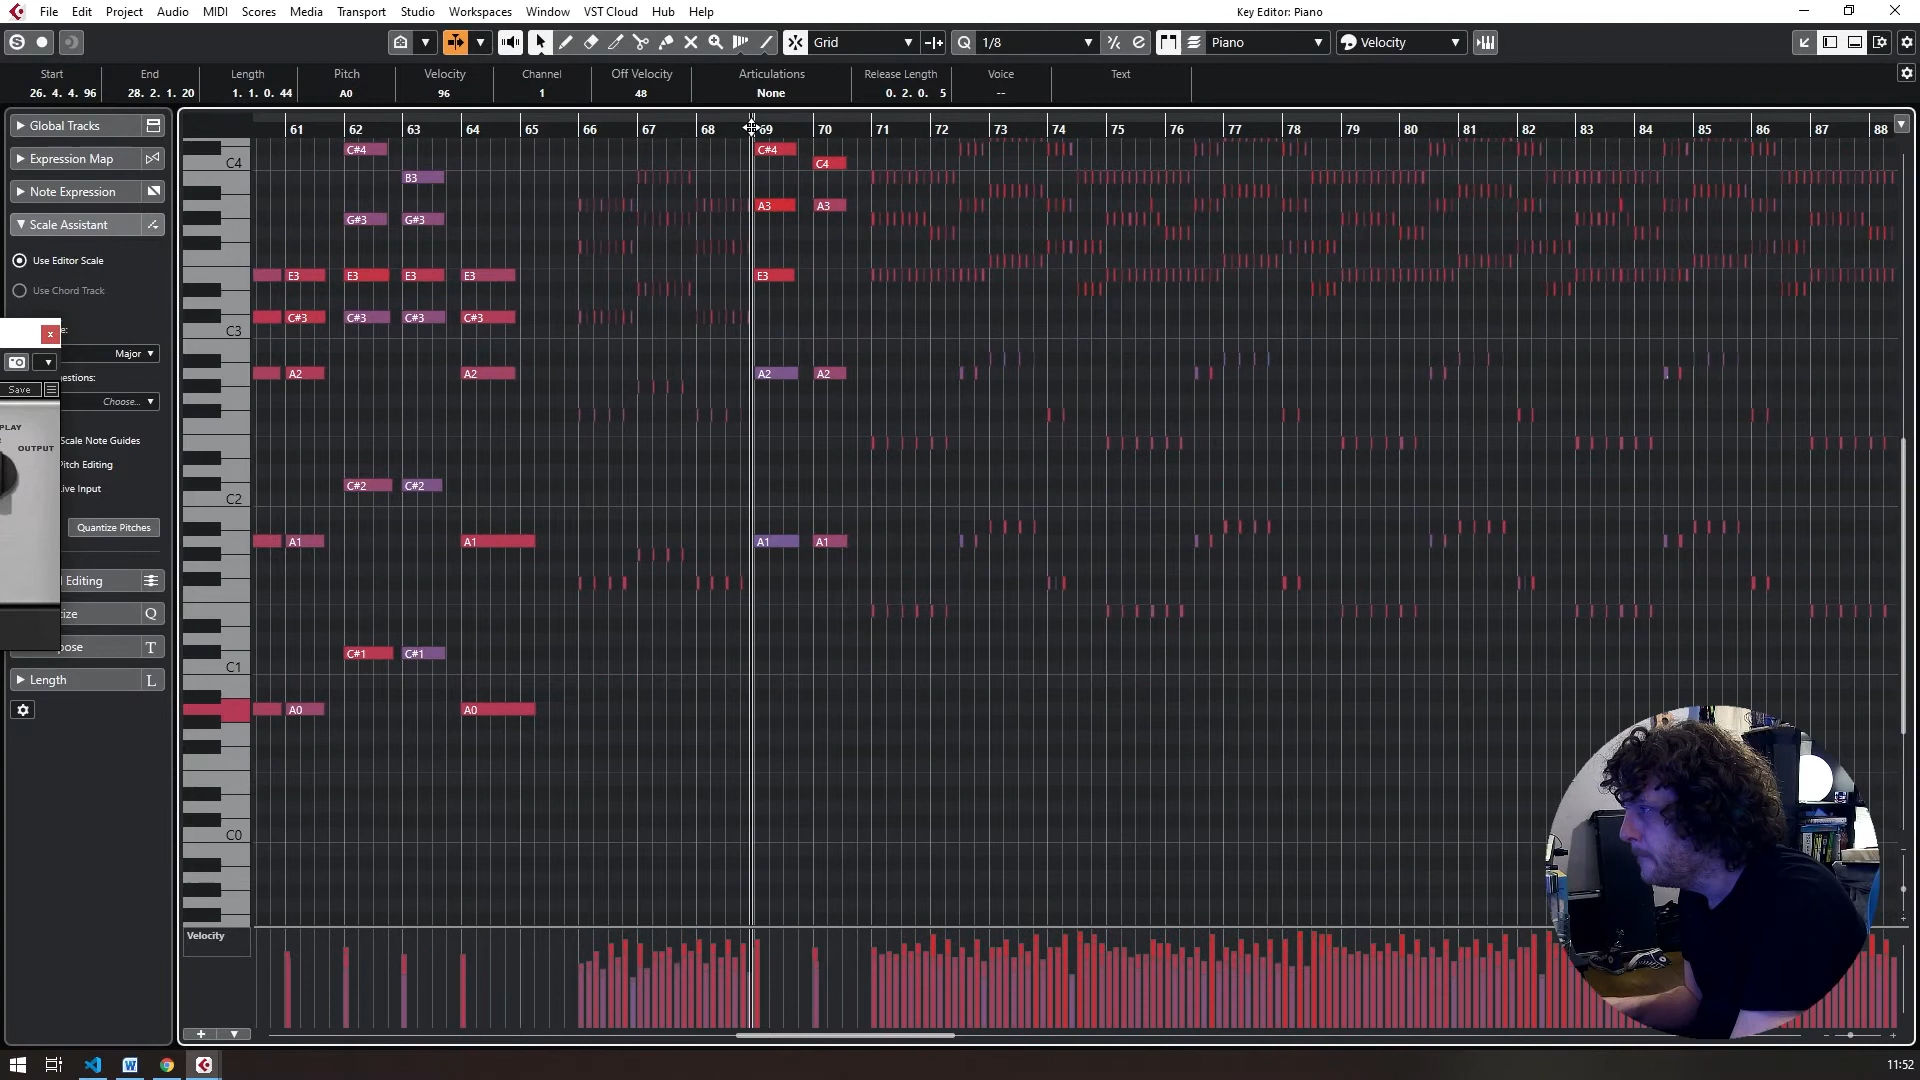 File Edit Project Audio MIDI Scores Media Transport Studio Workspaces Window VST Cloud Hub Help
Key Editor: Piano
Grid
1/8
Piano
Velocity
Start End Length Pitch Velocity Channel Off Velocity Articulations Release Length Voice Text
26. 4. 4. 96 28. 2. 1. 20 1. 1. 0. 44 A0 96 1 48 None 0. 2. 0. 5 --
Global Tracks
Expression Map
Note Expression
Scale Assistant
Use Editor Scale
Use Chord Track
e:
Major
estions:
Choose...
Scale Note Guides
Pitch Editing
ive Input
Quantize Pitches
l Editing
ize Q
pose T
Length L
Save
PLAY
OUTPUT
61 62 63 64 65 66 67 68 69 70 71 72 73 74 75 76 77 78 79 80 81 82 83 84 85 86 87 88
C#4 C#4
C4 C4
B3
A3 A3
G#3 G#3
E3 E3 E3 E3 E3
C#3 C#3 C#3 C#3
C3
A2 A2 A2 A2
C#2 C#2
C2
A1 A1 A1 A1
C#1 C#1
C1
A0 A0
C0
Velocity
11:52